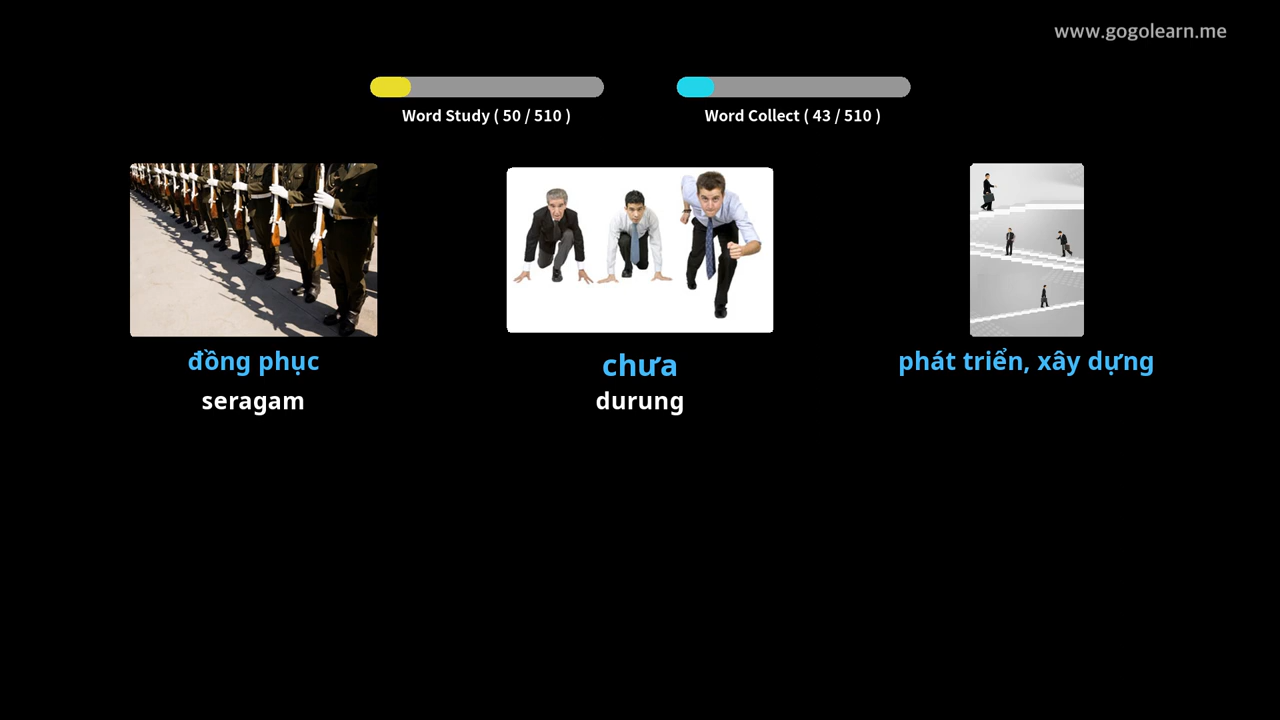 www.gogolearn.me
Word Study ( 50 / 510 )
Word Collect ( 43 / 510 )
đồng phục
seragam
chưa
durung
phát triển, xây dựng